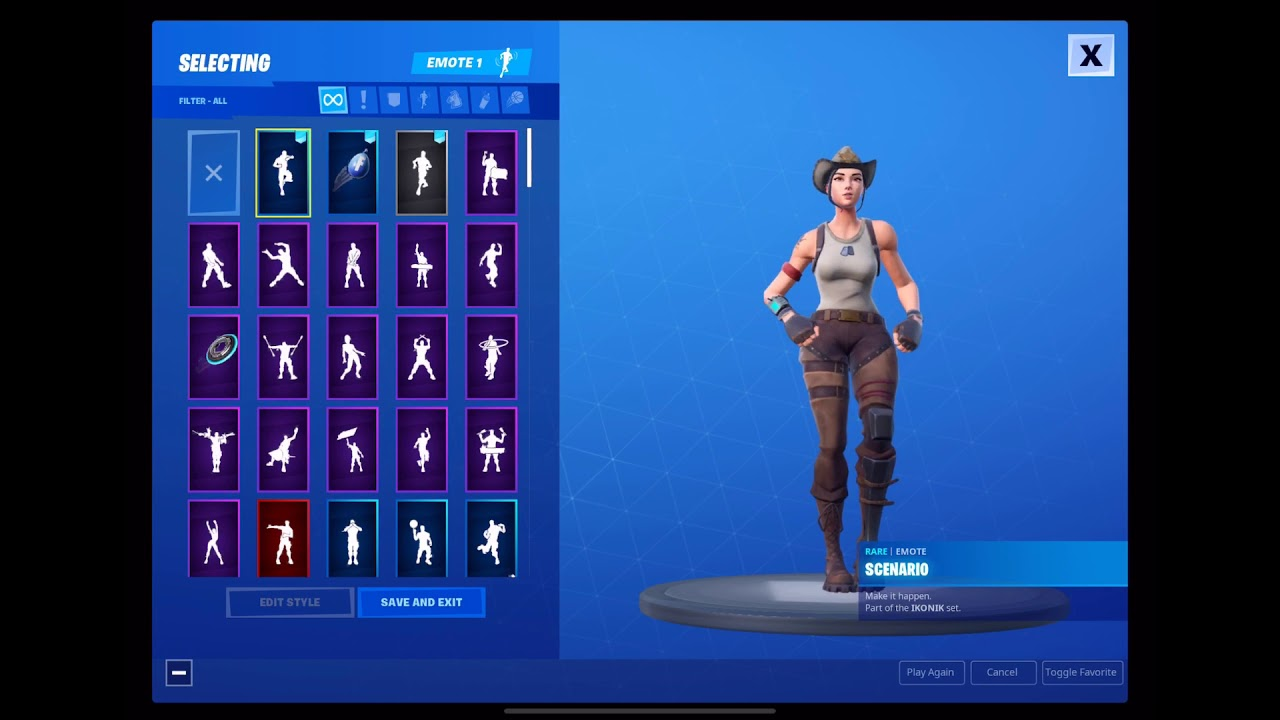 SELECTING
EMOTE 1
X
FILTER - ALL
RARE | EMOTE
SCENARIO
Make it happen.
Part of the IKONIK set.
EDIT STYLE
SAVE AND EXIT
Play Again
Cancel
Toggle Favorite